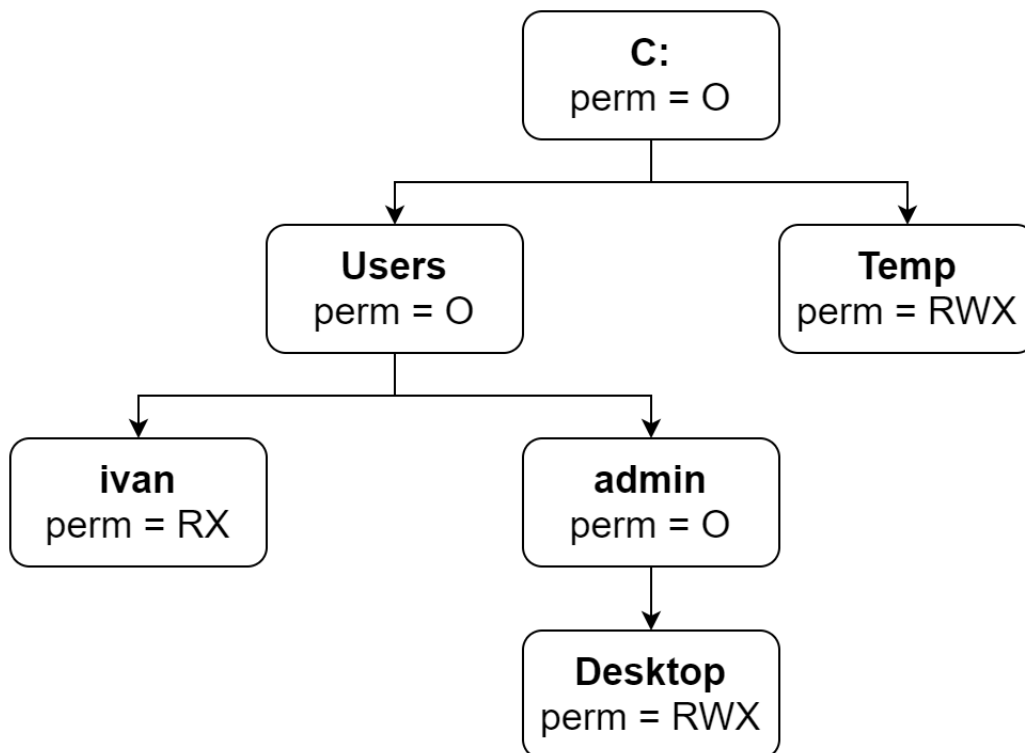 C:
perm = O
Users
perm = O
Temp
perm = RWX
ivan
perm = RX
admin
perm = O
Desktop
perm = RWX